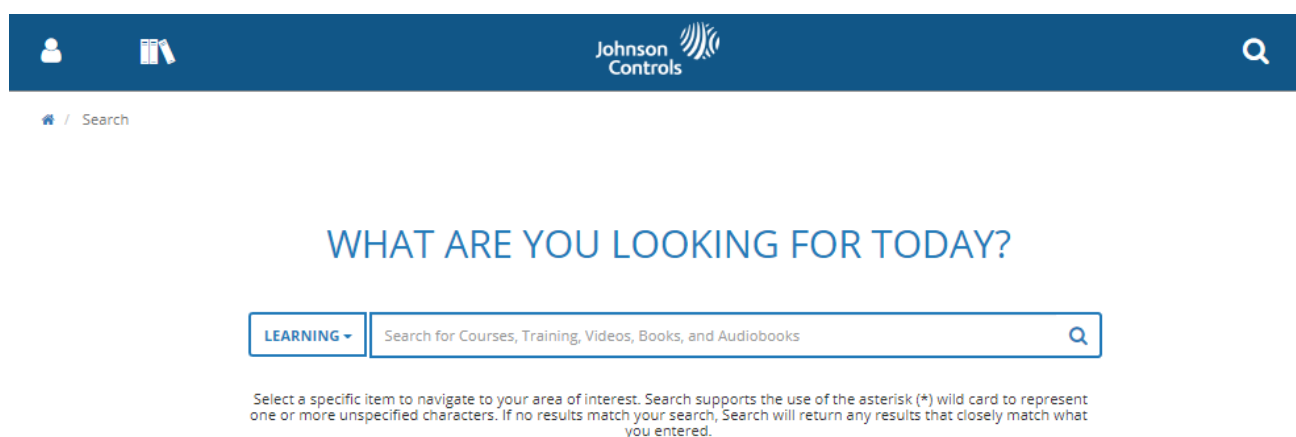 Johnson
Controls
/ Search
WHAT ARE YOU LOOKING FOR TODAY?
LEARNING
Search for Courses, Training, Videos, Books, and Audiobooks
Select a specific item to navigate to your area of interest. Search supports the use of the asterisk (*) wild card to represent
one or more unspecified characters. If no results match your search, Search will return any results that closely match what
you entered.